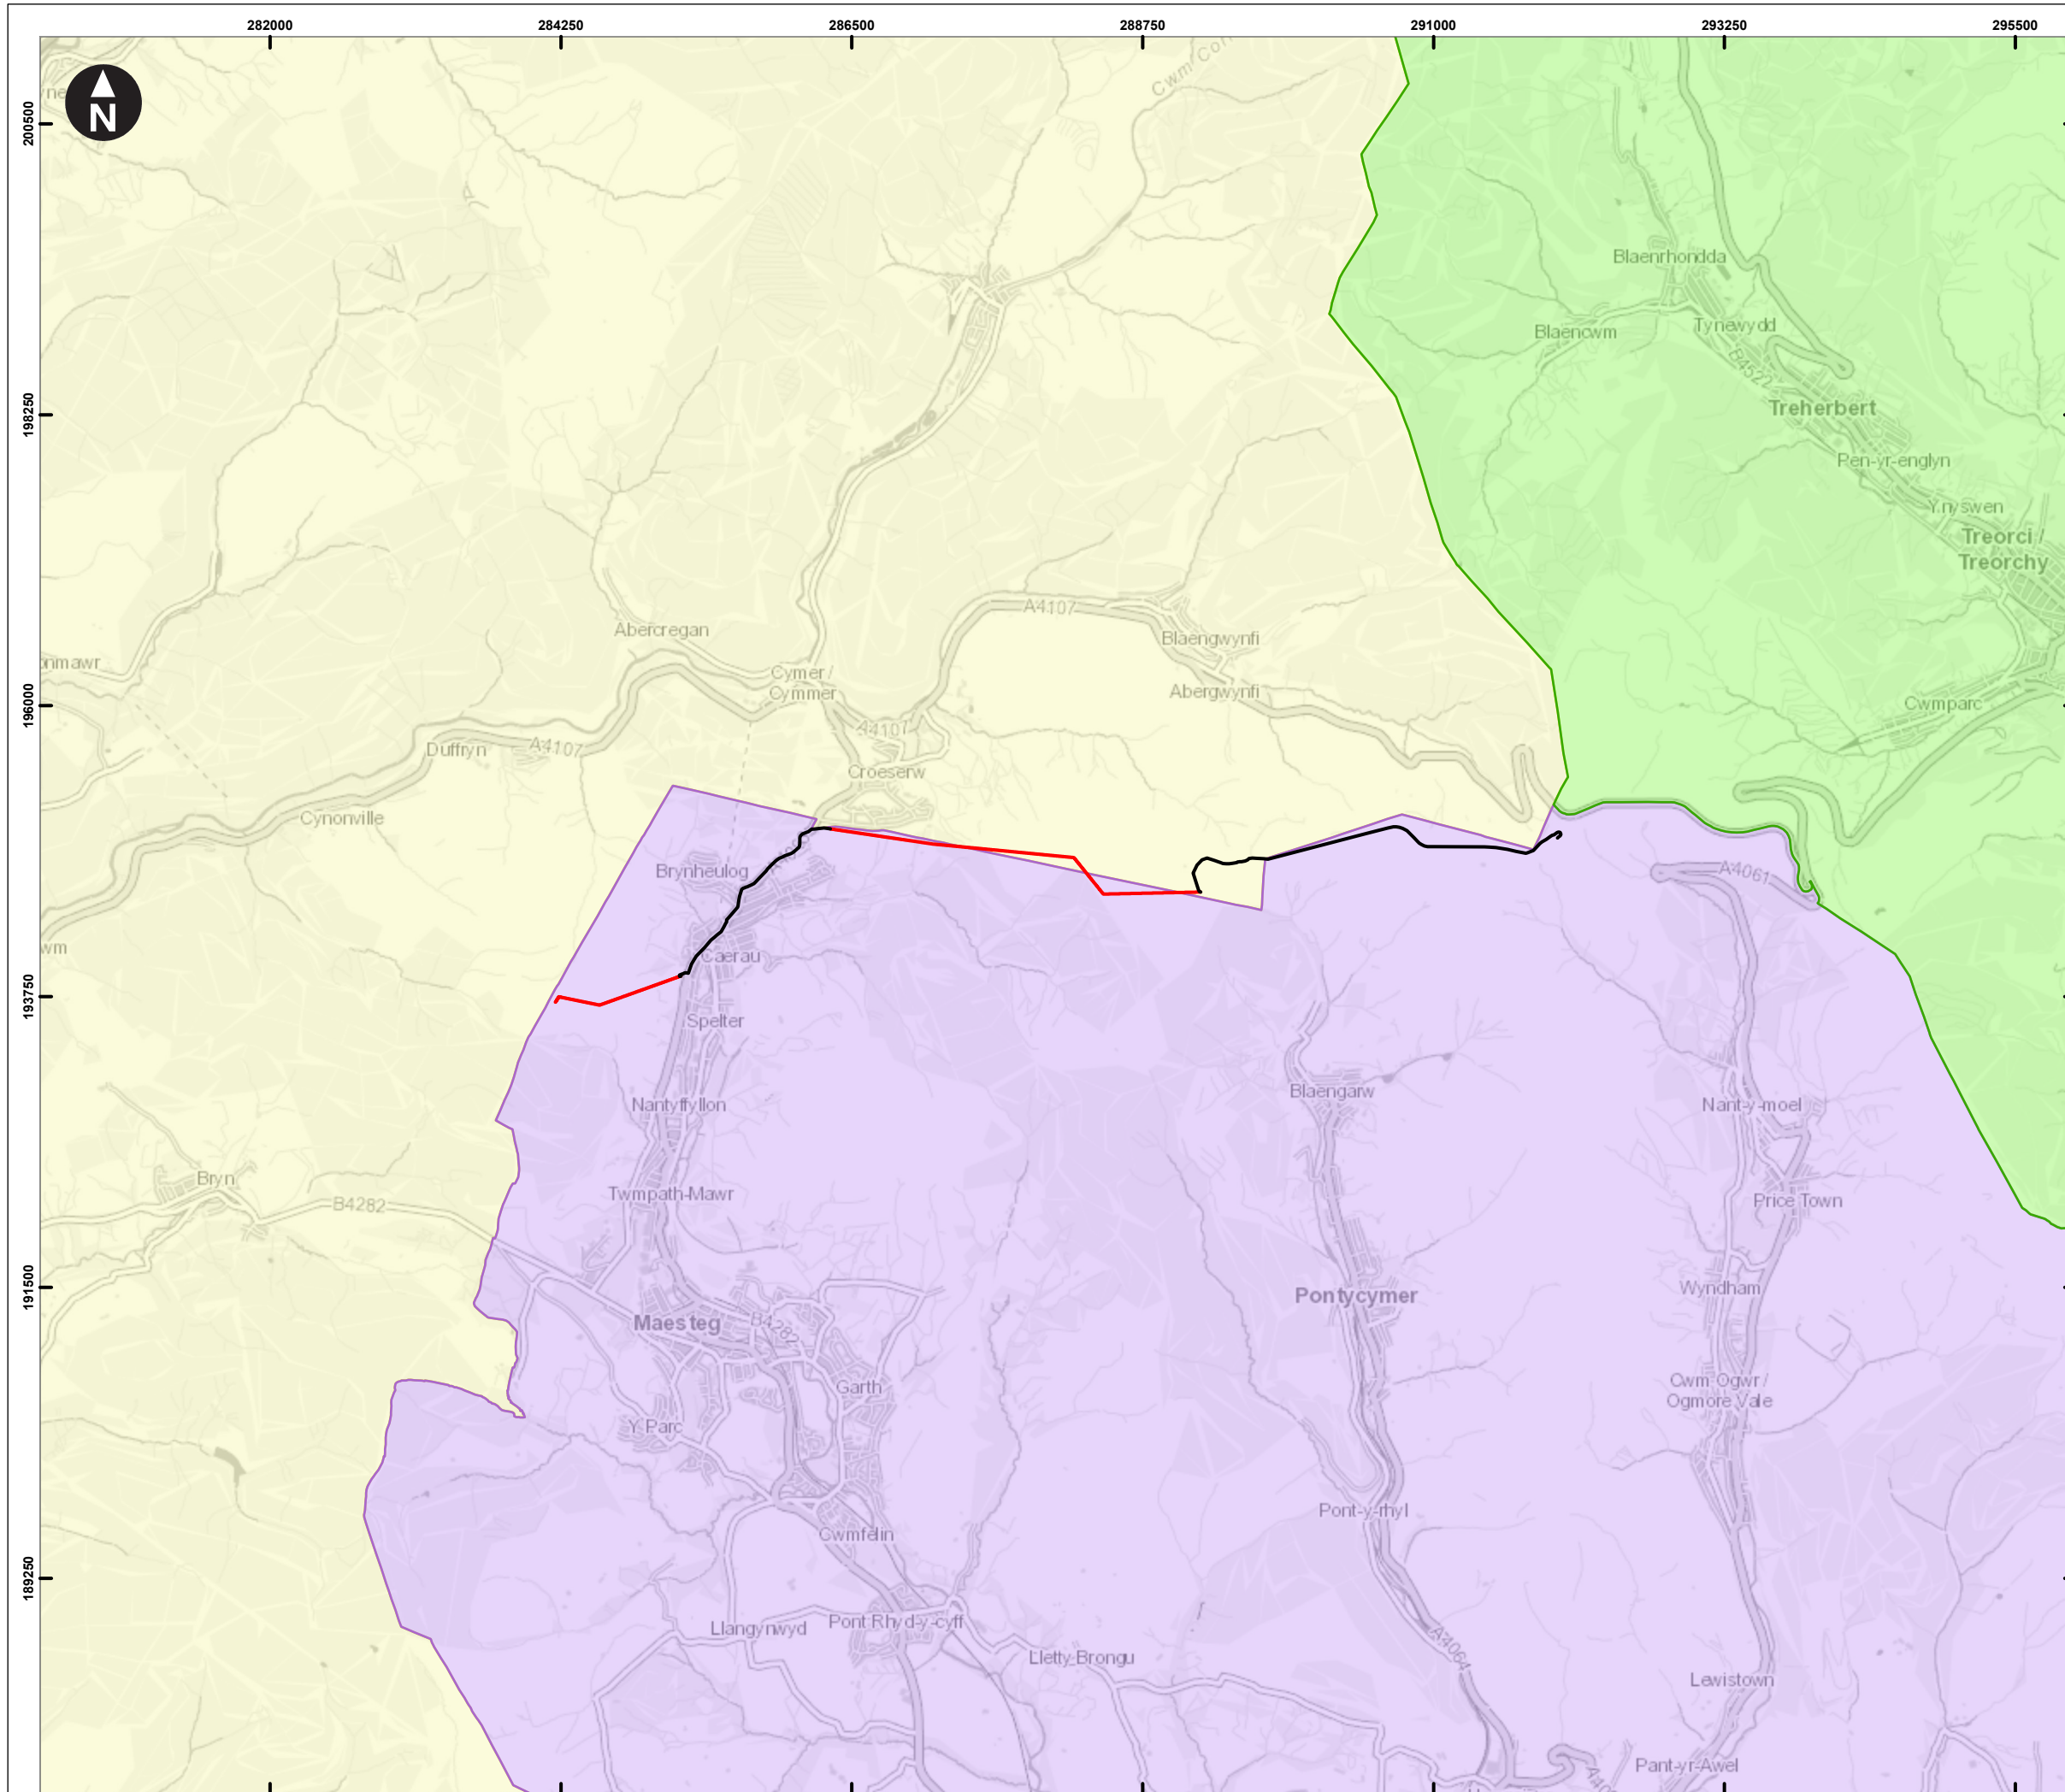 282000
284250
286500
288750
291000
293250
295500
N
200500
198250
196000
193750
191500
189250
Blaenrhondda
Tynewydd
Blaencwm
B4522
Treherbert
Pen-yr-englyn
Ynyswen
Treorci /
Treorchy
A4107
Abercregan
Blaengwynfi
Cymer /
Cymmer
Abergwynfi
Cwmparc
A4107
Duffryn
A4107
Croeserw
Cynonville
Brynheulog
A4061
Caerau
Spelter
Blaengarw
Nantyffyllon
Nant-y-moel
Bryn
Twmpath-Mawr
B4282
Price Town
Wyndham
Pontycymer
Maesteg
B4282
Garth
Cwm Ogwr /
Ogmore Vale
Y Parc
Pont-y-rhyl
Cwmfelin
Llangynwyd
Pont Rhyd-y-cyff
A4064
Lletty Brongu
Lewistown
Pant-yr-Awel